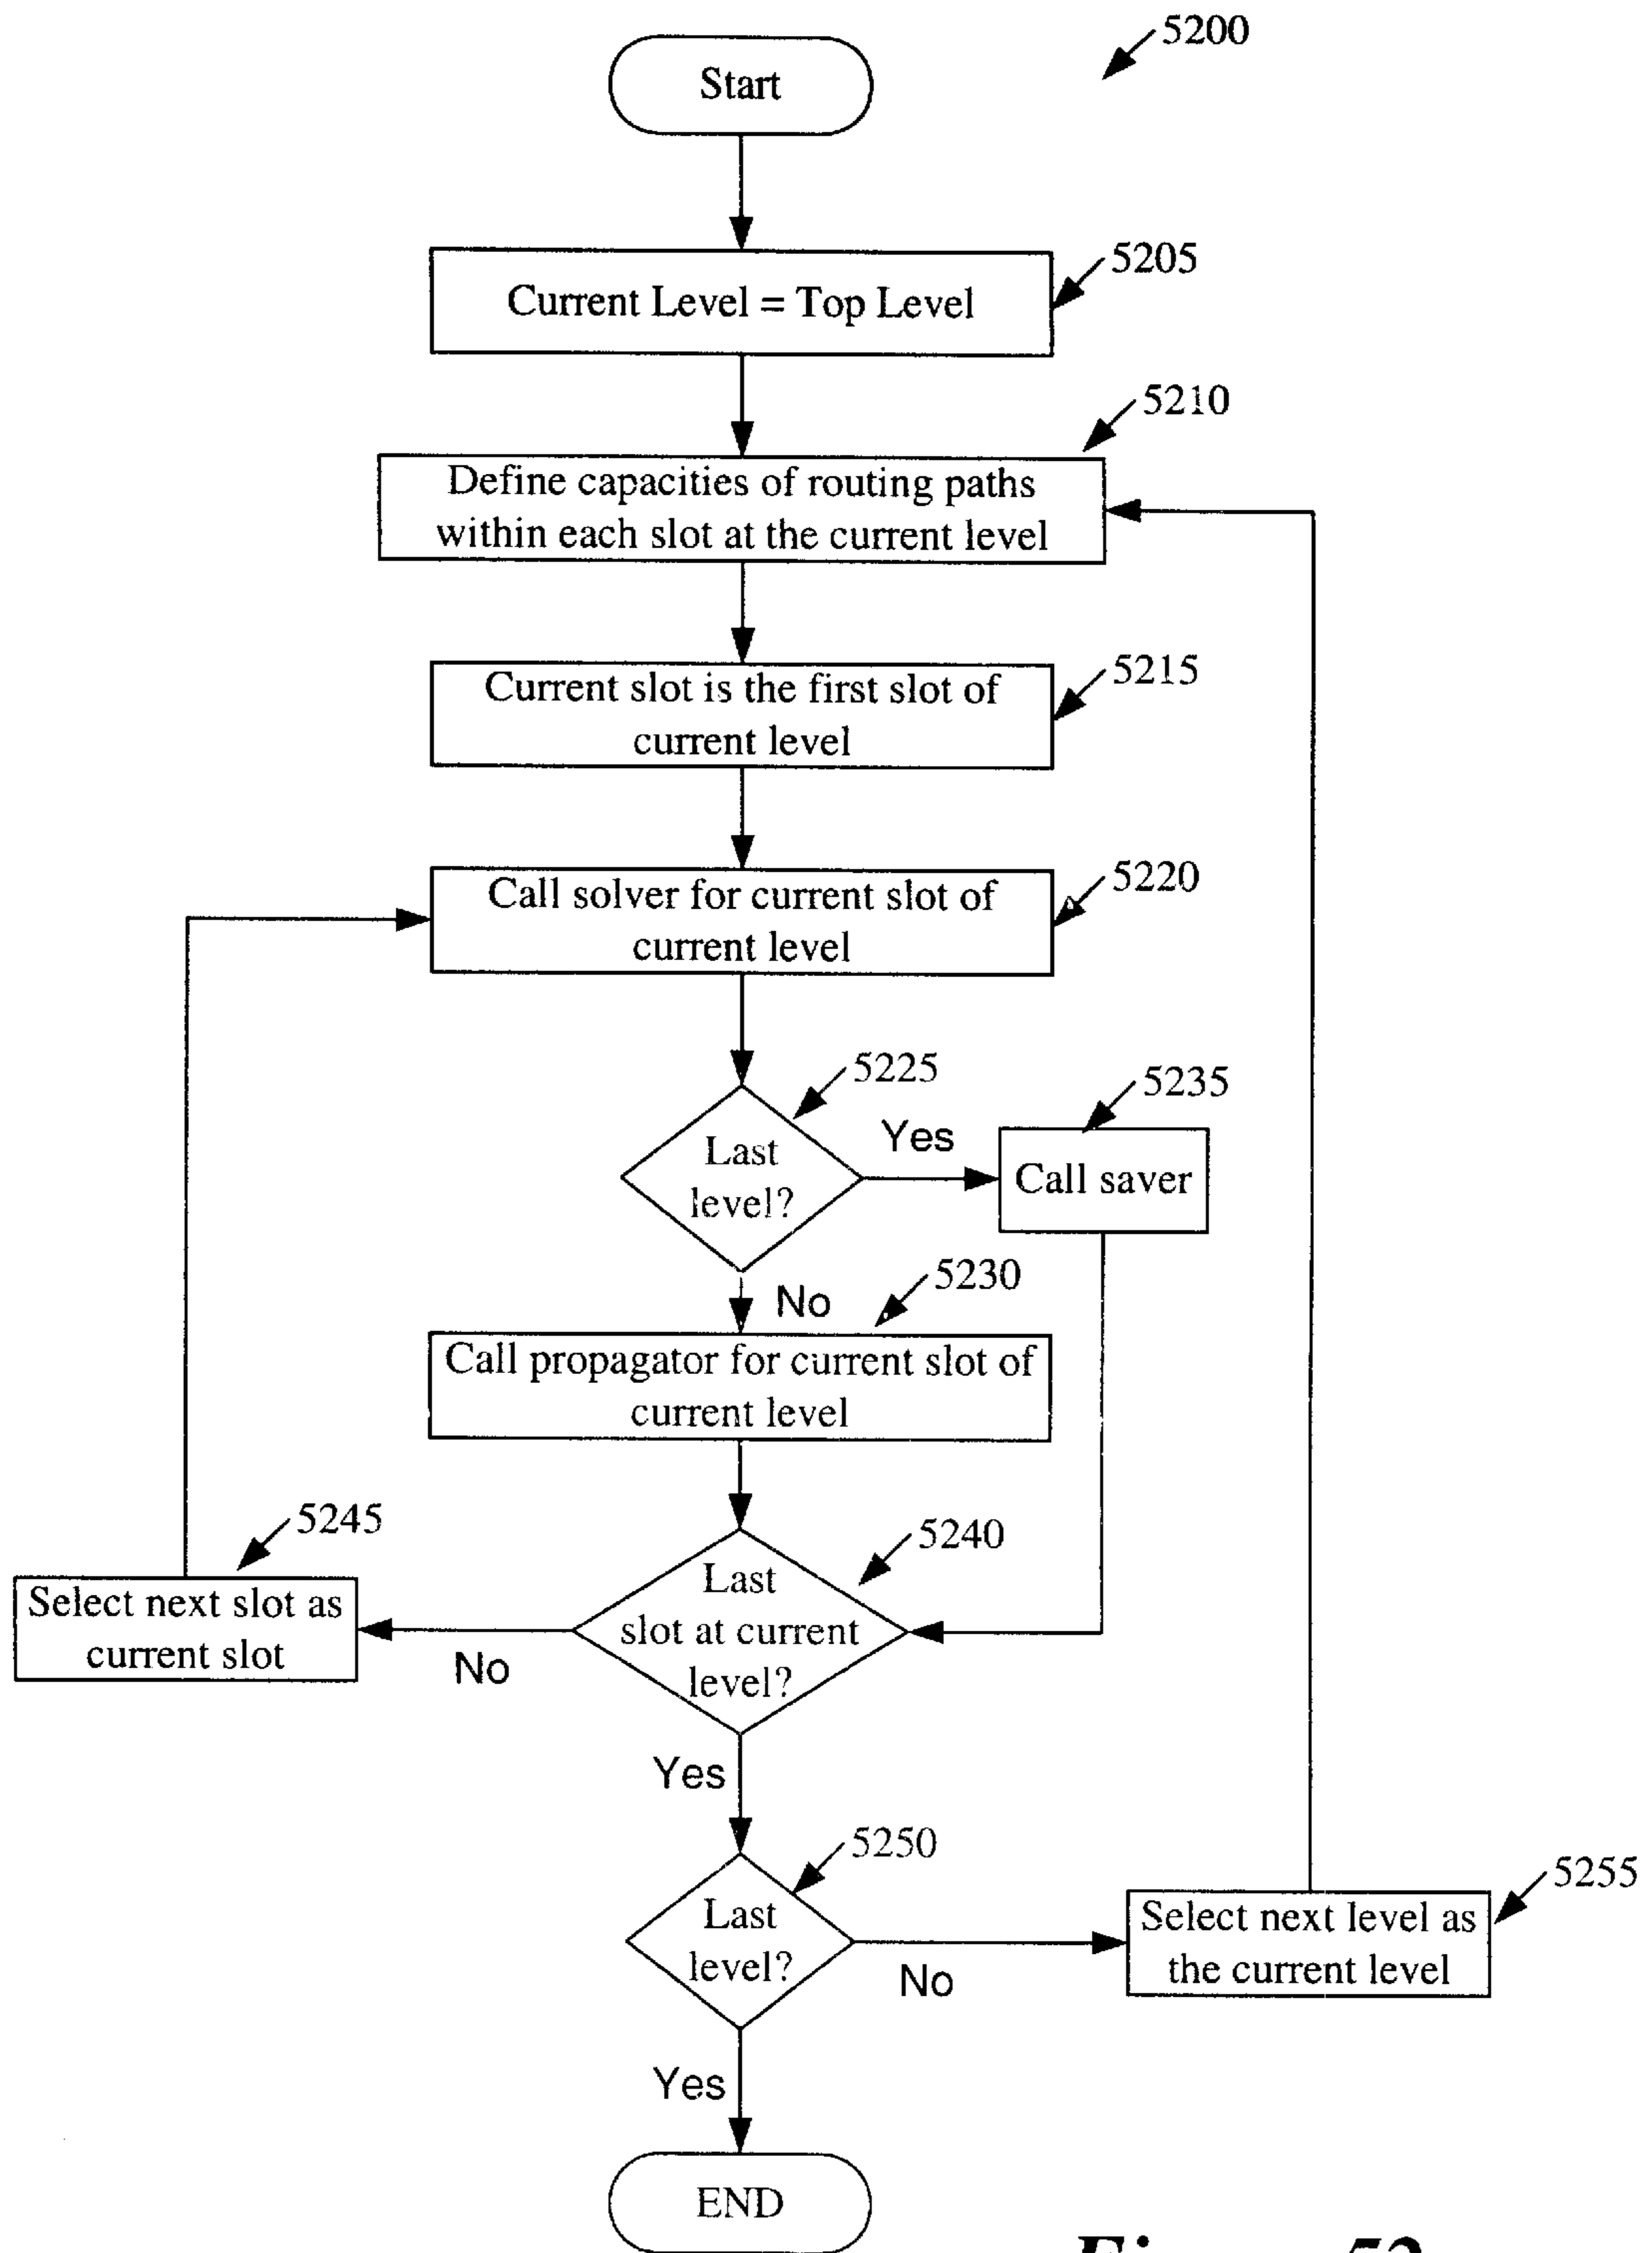 5200
Start
5205
Current Level = Top Level
5210
Define capacities of routing paths
within each slot at the current level
5215
Current slot is the first slot of
current level
5220
Call solver for current slot of
current level
5225
Last
level?
Yes
5235
Call saver
No
5230
Call propagator for current slot of
current level
5245
Select next slot as
current slot
No
5240
Last
slot at current
level?
Yes
5250
Last
level?
No
5255
Select next level as
the current level
Yes
END